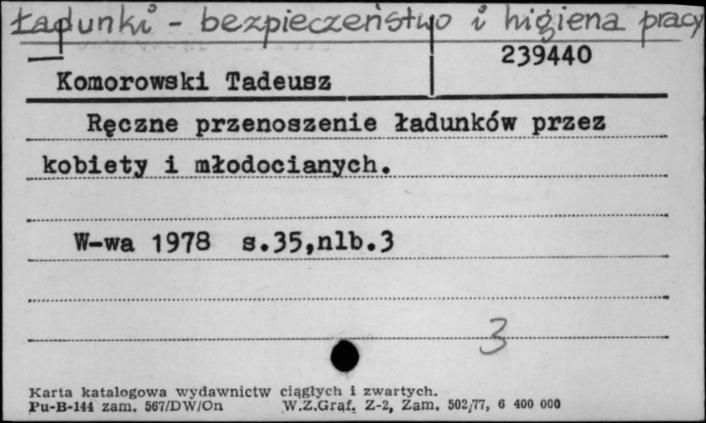 Ładunki - bezpieczeństwo i higiena pracy
239440
Komorowski Tadeusz
Ręczne przenoszenie ładunków przez
kobiety i młodocianych.
W-wa 1978 s.35,nlb.3
3
Karta katalogowa wydawnictw ciągłych i zwartych.
Pu-B-144 zam. 567/DW/On W.Z.Graf. Z-2, Zam. 502/77, 6 400 000